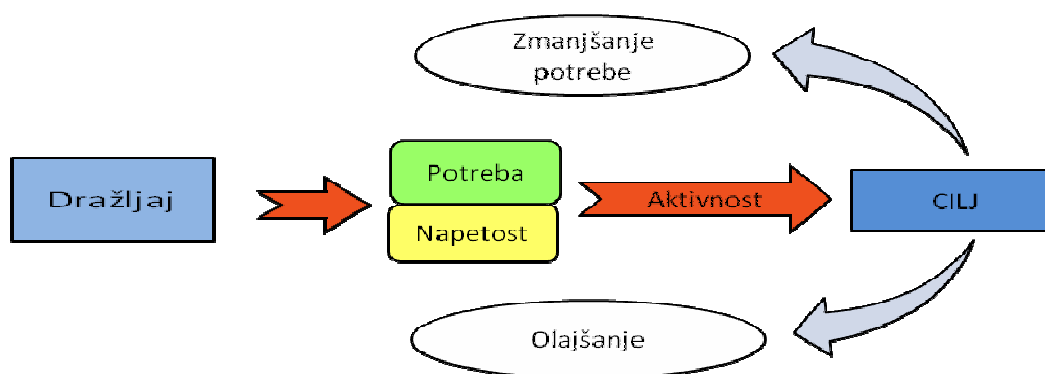 Zmanjšanje
potrebe
Dražljaj
Potreba
Napetost
Aktivnost
CILJ
Olajšanje